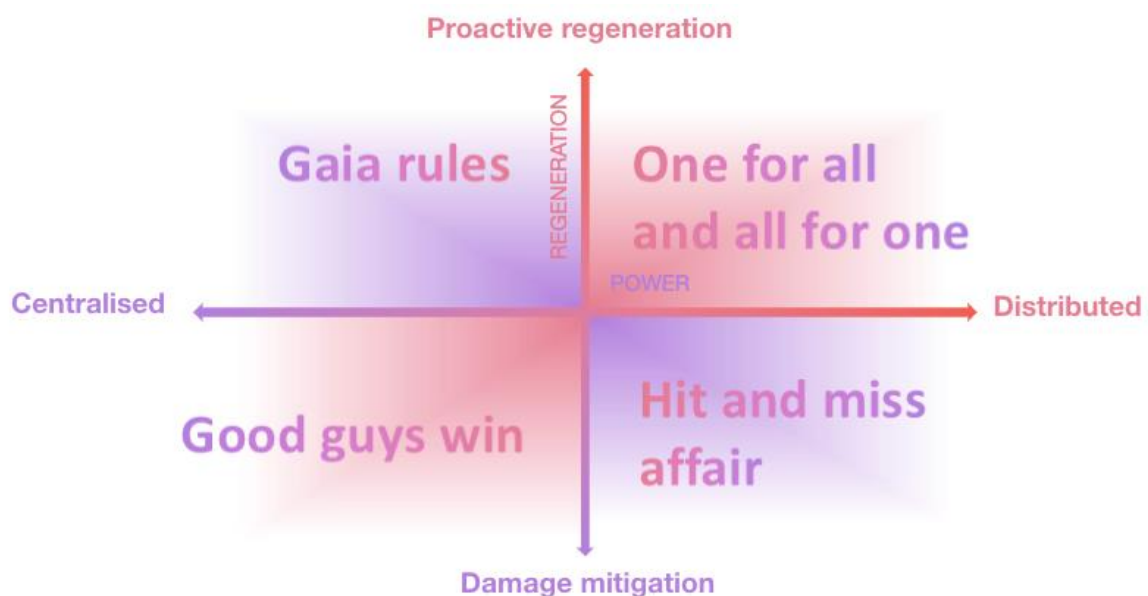 Proactive regeneration
REGENERATION
Gaia rules
One for all
and all for one
POWER
Centralised
Distributed
Good guys win
Hit and miss
affair
Damage mitigation